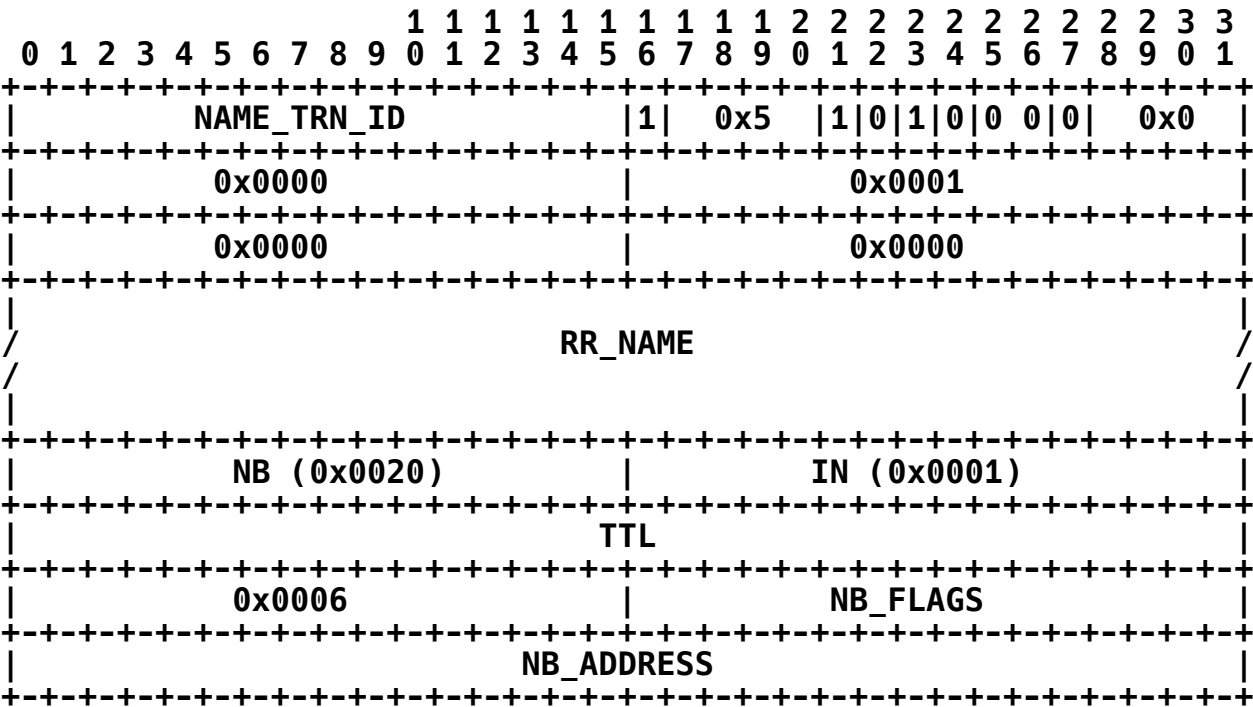 1 1 1 1 1 1 1 1 1 1 2 2 2 2 2 2 2 2 2 2 3 3
  0 1 2 3 4 5 6 7 8 9 0 1 2 3 4 5 6 7 8 9 0 1 2 3 4 5 6 7 8 9 0 1
+-+-+-+-+-+-+-+-+-+-+-+-+-+-+-+-+-+-+-+-+-+-+-+-+-+-+-+-+-+-+-+-+
|         NAME_TRN_ID           |1|  0x5  |1|0|1|0|0 0|0|  0x0  |
+-+-+-+-+-+-+-+-+-+-+-+-+-+-+-+-+-+-+-+-+-+-+-+-+-+-+-+-+-+-+-+-+
|          0x0000               |           0x0001              |
+-+-+-+-+-+-+-+-+-+-+-+-+-+-+-+-+-+-+-+-+-+-+-+-+-+-+-+-+-+-+-+-+
|          0x0000               |           0x0000              |
+-+-+-+-+-+-+-+-+-+-+-+-+-+-+-+-+-+-+-+-+-+-+-+-+-+-+-+-+-+-+-+-+
|                                                               |
/                            RR_NAME                            /
/                                                               /
|                                                               |
+-+-+-+-+-+-+-+-+-+-+-+-+-+-+-+-+-+-+-+-+-+-+-+-+-+-+-+-+-+-+-+-+
|           NB (0x0020)         |         IN (0x0001)           |
+-+-+-+-+-+-+-+-+-+-+-+-+-+-+-+-+-+-+-+-+-+-+-+-+-+-+-+-+-+-+-+-+
|                              TTL                              |
+-+-+-+-+-+-+-+-+-+-+-+-+-+-+-+-+-+-+-+-+-+-+-+-+-+-+-+-+-+-+-+-+
|           0x0006              |          NB_FLAGS             |
+-+-+-+-+-+-+-+-+-+-+-+-+-+-+-+-+-+-+-+-+-+-+-+-+-+-+-+-+-+-+-+-+
|                          NB_ADDRESS                           |
+-+-+-+-+-+-+-+-+-+-+-+-+-+-+-+-+-+-+-+-+-+-+-+-+-+-+-+-+-+-+-+-+